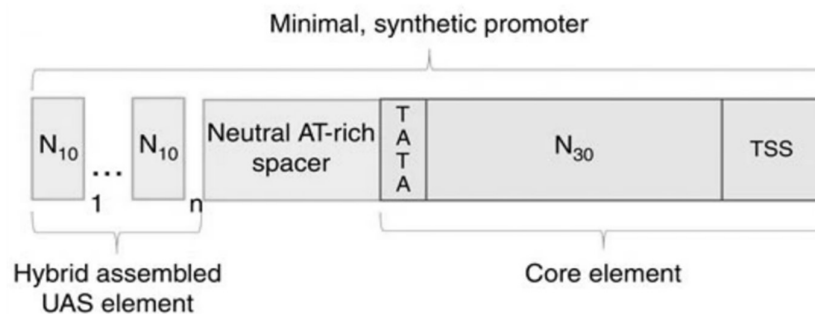 Minimal, synthetic promoter
N10 ... N10
1 n
Neutral AT-rich
spacer
T
A
T
A
N30
TSS
Hybrid assembled
UAS element
Core element